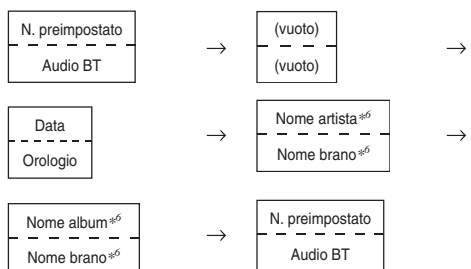 N. preimpostato
Audio BT
→
(vuoto)
(vuoto)
→
Data
Orologio
→
Nome artista*6
Nome brano*6
→
Nome album*6
Nome brano*6
→
N. preimpostato
Audio BT